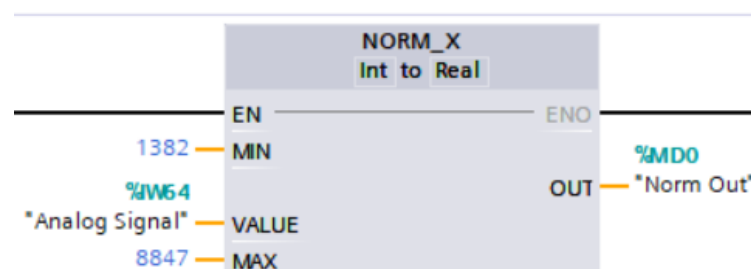 NORM_X
Int to Real
EN ENO
1382 MIN
%MD0
%IW64
OUT "Norm Out"
"Analog Signal" VALUE
8847 MAX